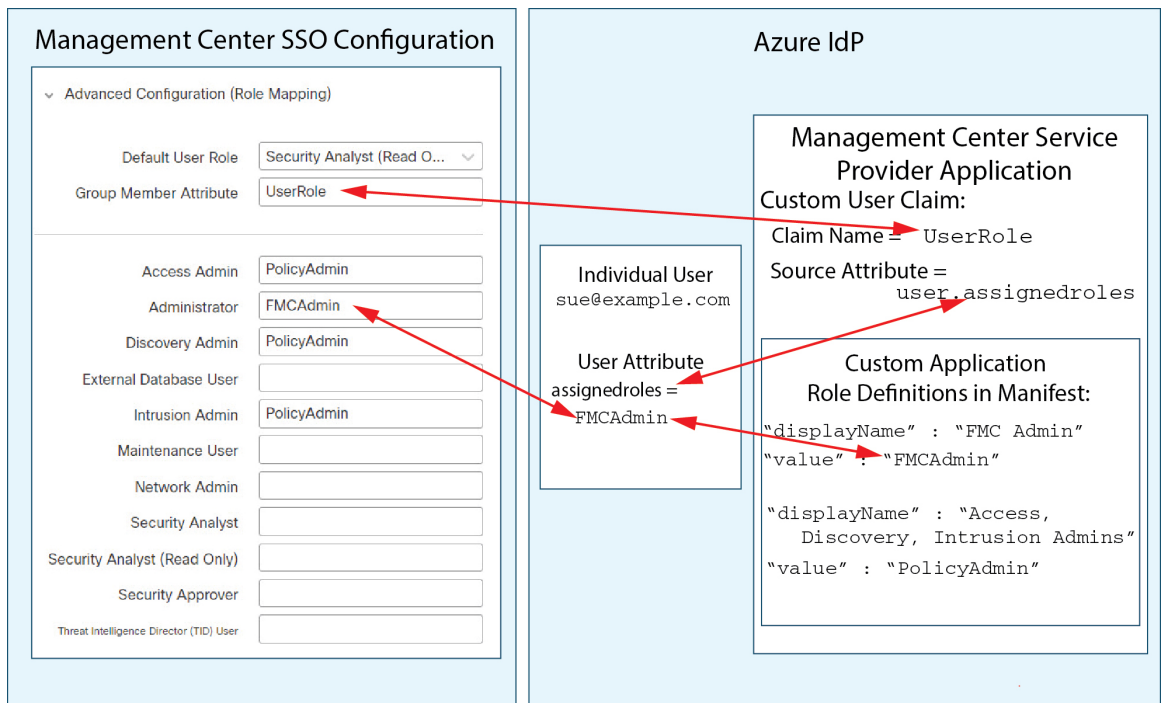 Management Center SSO Configuration
Advanced Configuration (Role Mapping)
Default User Role
Security Analyst (Read O...
Group Member Attribute
UserRole
Access Admin
PolicyAdmin
Administrator
FMCAdmin
Discovery Admin
PolicyAdmin
External Database User
Intrusion Admin
PolicyAdmin
Maintenance User
Network Admin
Security Analyst
Security Analyst (Read Only)
Security Approver
Threat Intelligence Director (TID) User
Azure IdP
Individual User
sue@example.com
User Attribute
assignedroles =
FMCAdmin
Management Center Service
Provider Application
Custom User Claim:
Claim Name = UserRole
Source Attribute =
user.assignedroles
Custom Application
Role Definitions in Manifest:
“displayName” : “FMC Admin”
“value” : “FMCAdmin”
“displayName” : “Access,
Discovery, Intrusion Admins”
“value” : “PolicyAdmin”